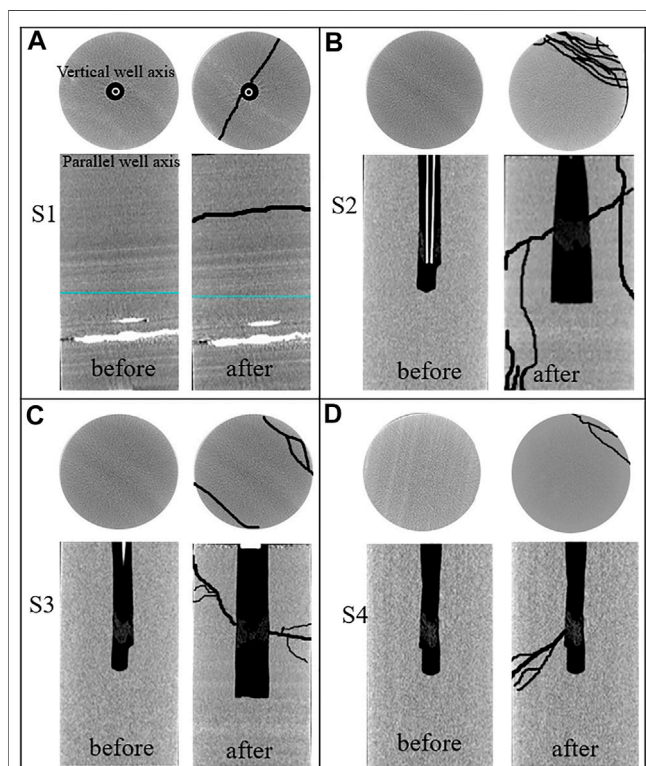 A
Vertical well axis
Parallel well axis
S1
before
after
B
S2
before
after
C
S3
before
after
D
S4
before
after